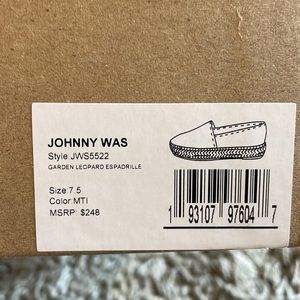 JOHNNY WAS
Style:JWS5522
GARDEN LEOPARD ESPADRILLE
Size:7.5
Color:MTI
MSRP: $248
1 93107 97604 7